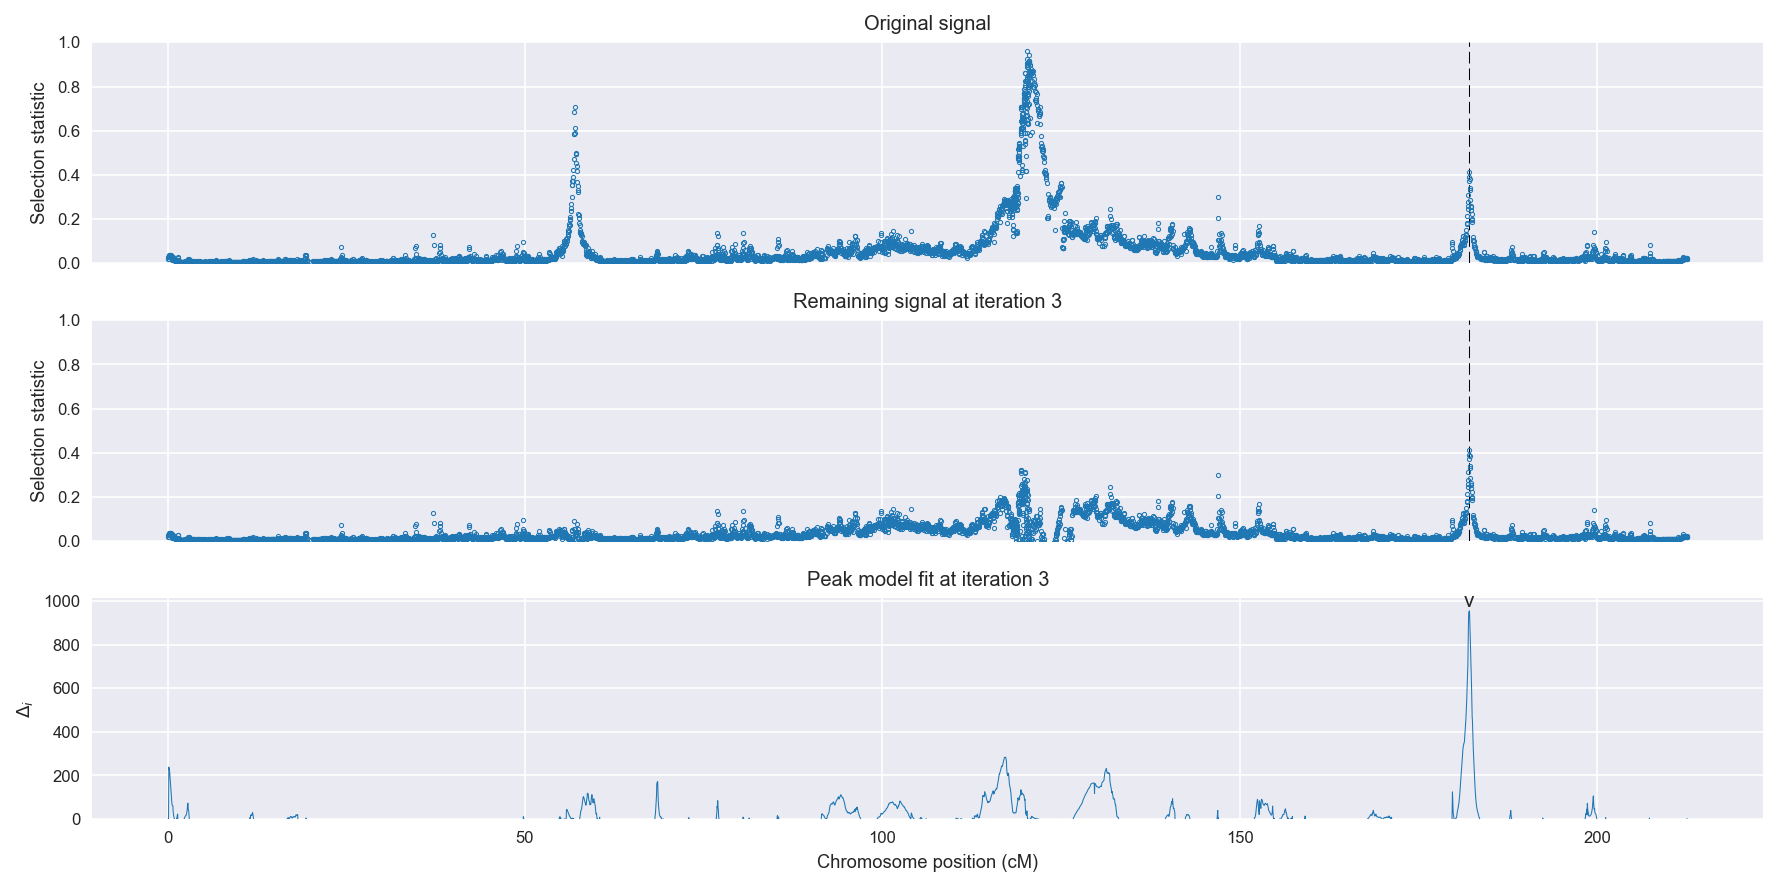 Original signal
1.0
0.8
0.6
0.4
0.2
0.0
Selection statistic
Remaining signal at iteration 3
1.0
0.8
0.6
0.4
0.2
0.0
Selection statistic
Peak model fit at iteration 3
v
1000
800
600
400
200
0
Δi
0 50 100 150 200
Chromosome position (cM)